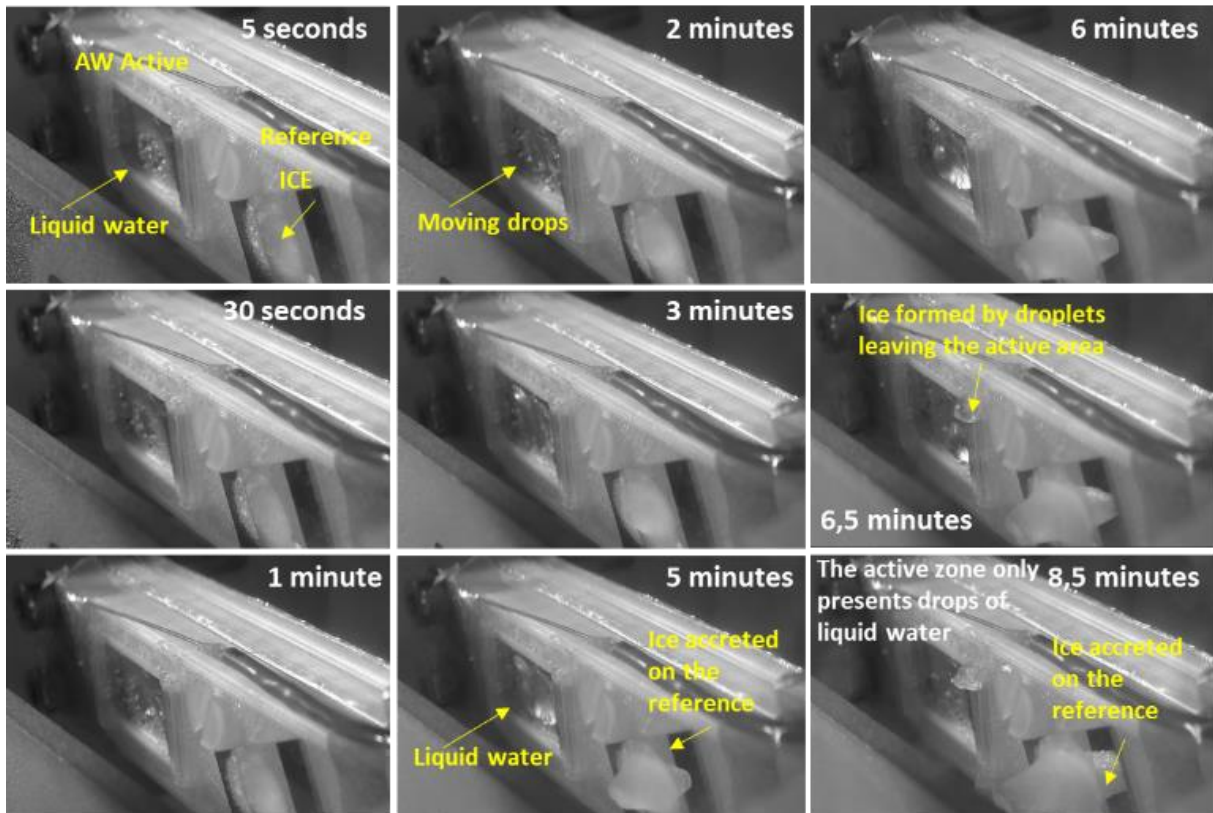 5 seconds
AW Active
Reference
ICE
Liquid water
2 minutes
Moving drops
6 minutes
30 seconds
3 minutes
Ice formed by droplets
leaving the active area
6,5 minutes
1 minute
5 minutes
Ice accreted
on the
reference
Liquid water
The active zone only
presents drops of
liquid water
8,5 minutes
Ice accreted
on the
reference